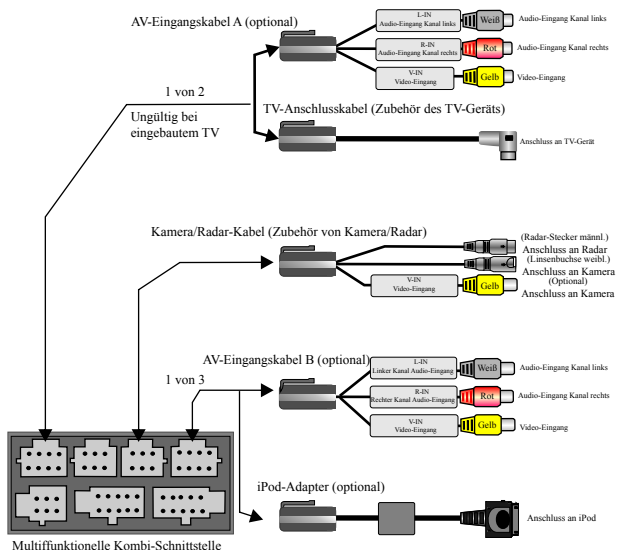 AV-Eingangskabel A (optional)
L-IN
Audio-Eingang Kanal links
Weiß
Audio-Eingang Kanal links
R-IN
Audio-Eingang Kanal rechts
Rot
Audio-Eingang Kanal rechts
V-IN
Video-Eingang
Gelb
Video-Eingang
1 von 2
Ungültig bei
eingebautem TV
TV-Anschlusskabel (Zubehör des TV-Geräts)
Anschluss an TV-Gerät
Kamera/Radar-Kabel (Zubehör von Kamera/Radar)
(Radar-Stecker männl.)
Anschluss an Radar
(Linsenbuchse weibl.)
Anschluss an Kamera
(Optional)
V-IN
Video-Eingang
Gelb
Anschluss an Kamera
AV-Eingangskabel B (optional)
1 von 3
L-IN
Linker Kanal Audio-Eingang
Weiß
Audio-Eingang Kanal links
R-IN
Rechter Kanal Audio-Eingang
Rot
Audio-Eingang Kanal rechts
V-IN
Video-Eingang
Gelb
Video-Eingang
iPod-Adapter (optional)
Anschluss an iPod
Multiffunktionelle Kombi-Schnittstelle